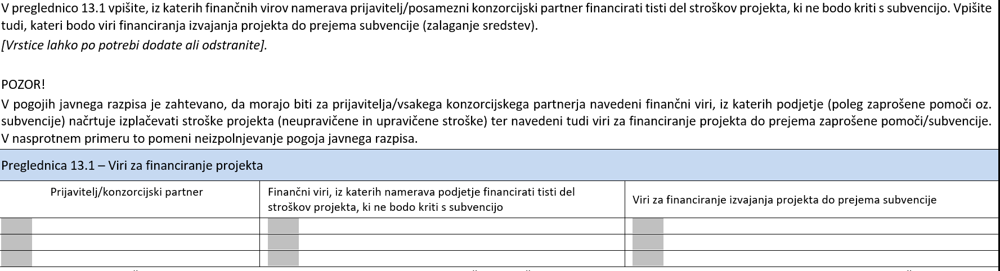 V preglednico 13.1 vpišite, iz katerih finančnih virov namerava prijavitelj/posamezni konzorcijski partner financirati tisti del stroškov projekta, ki ne bodo kriti s subvencijo. Vpišite
tudi, kateri bodo viri financiranja izvajanja projekta do prejema subvencije (zalaganje sredstev).
[Vrstice lahko po potrebi dodate ali odstranite].
POZOR!
V pogojih javnega razpisa je zahtevano, da morajo biti za prijavitelja/vsakega konzorcijskega partnerja navedeni finančni viri, iz katerih podjetje (poleg zaprošene pomoči oz.
subvencije) načrtuje izplačevati stroške projekta (neupravičene in upravičene stroške) ter navedeni tudi viri za financiranje projekta do prejema zaprošene pomoči/subvencije.
V nasprotnem primeru to pomeni neizpolnjevanje pogoja javnega razpisa.
Preglednica 13.1 – Viri za financiranje projekta
Prijavitelj/konzorcijski partner
Finančni viri, iz katerih namerava podjetje financirati tisti del
stroškov projekta, ki ne bodo kriti s subvencijo
Viri za financiranje izvajanja projekta do prejema subvencije